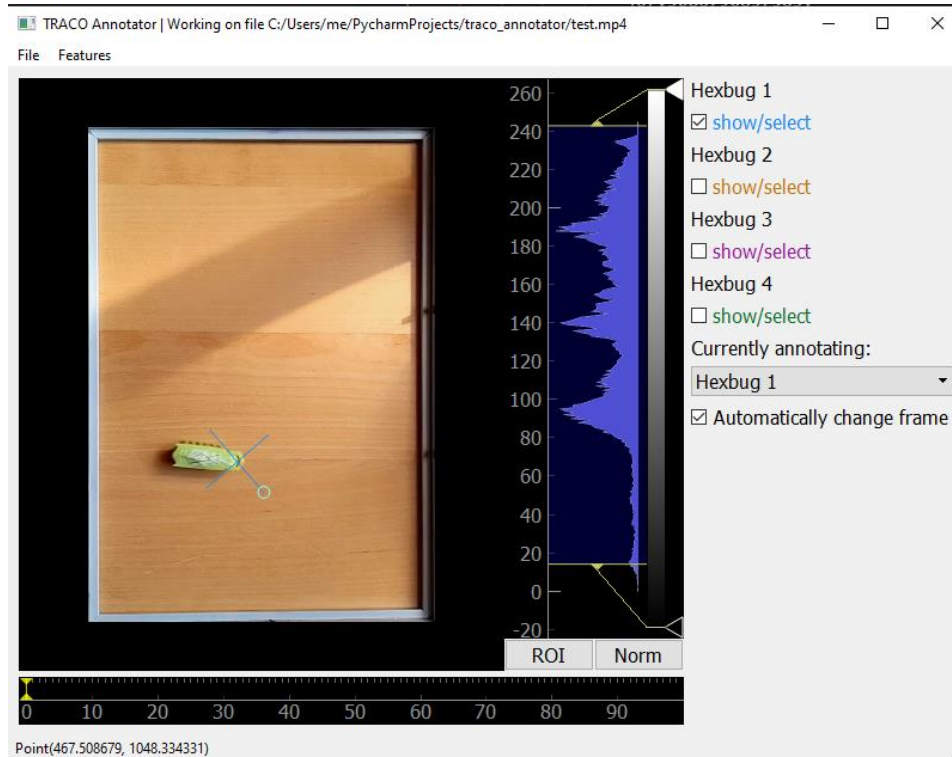 TRACO Annotator | Working on file C:/Users/me/PycharmProjects/traco_annotator/test.mp4
File Features
260
240
220
200
180
160
140
120
100
80
60
40
20
0
-20
ROI Norm
Hexbug 1
show/select
Hexbug 2
show/select
Hexbug 3
show/select
Hexbug 4
show/select
Currently annotating:
Hexbug 1
Automatically change frame
0 10 20 30 40 50 60 70 80 90
Point(467.508679, 1048.334331)